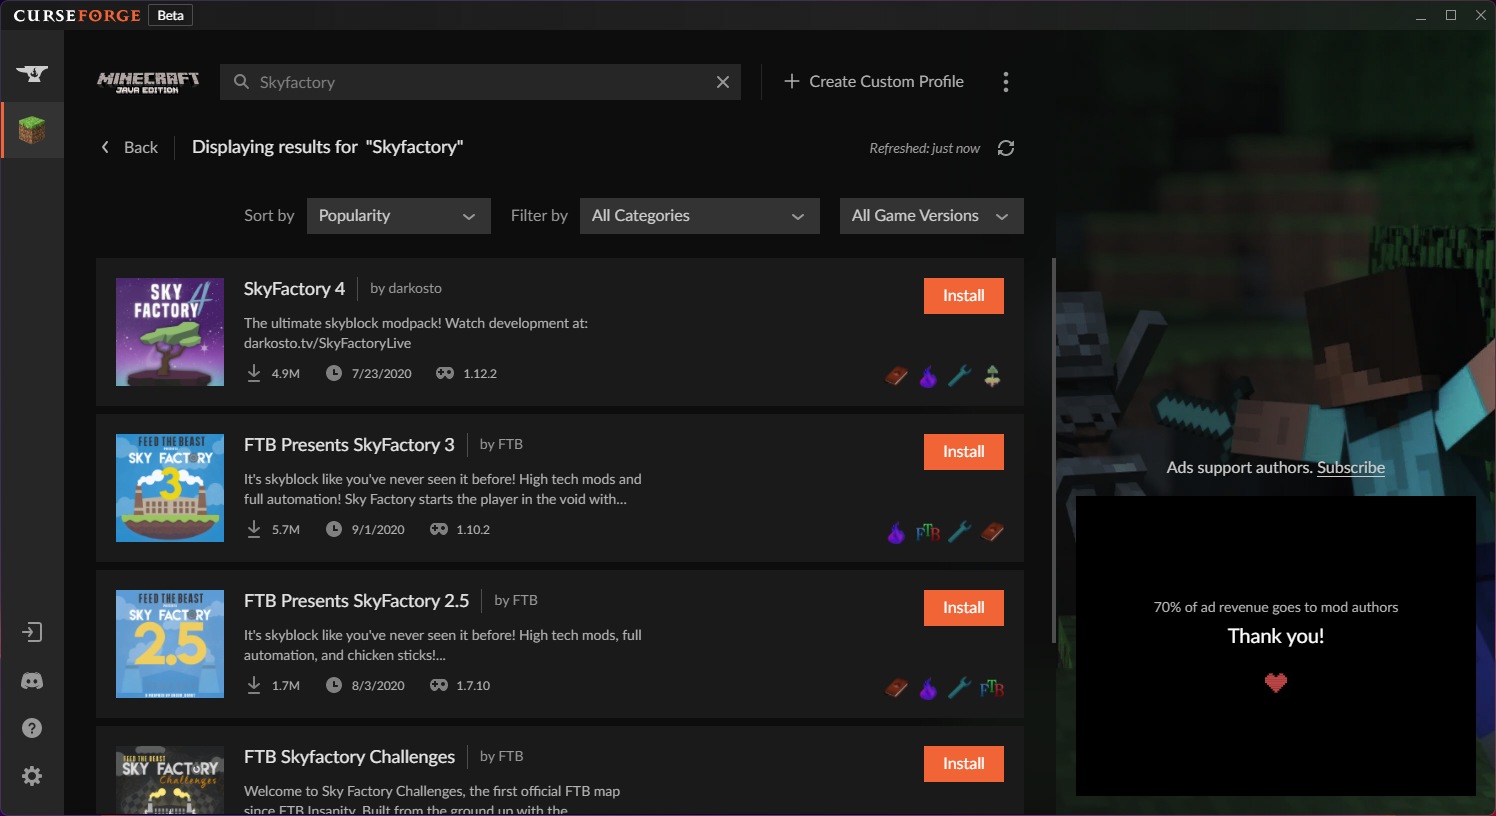 CURSEFORGE Beta
MINECRAFT
JAVA EDITION
Skyfactory
Create Custom Profile
Back
Displaying results for "Skyfactory"
Refreshed: just now
Sort by Popularity Filter by All Categories All Game Versions
SKY
FACTORY 4
SkyFactory 4 by darkosto
Install
The ultimate skyblock modpack! Watch development at:
darkosto.tv/SkyFactoryLive
4.9M 7/23/2020 1.12.2
FEED THE BEAST
PRESENTS
SKY FACTORY
3
FTB Presents SkyFactory 3 by FTB
Install
It's skyblock like you've never seen it before! High tech mods and
full automation! Sky Factory starts the player in the void with...
5.7M 9/1/2020 1.10.2
FTB
FEED THE BEAST
PRESENTS
SKY FACTORY
2.5
FTB Presents SkyFactory 2.5 by FTB
Install
It's skyblock like you've never seen it before! High tech mods, full
automation, and chicken sticks!...
1.7M 8/3/2020 1.7.10
FTB
FEED THE BEAST
SKY FACTORY
Challenges
FTB Skyfactory Challenges by FTB
Install
Welcome to Sky Factory Challenges, the first official FTB map
since FTB Insanity. Built from the ground up with the
Ads support authors. Subscribe
70% of ad revenue goes to mod authors
Thank you!